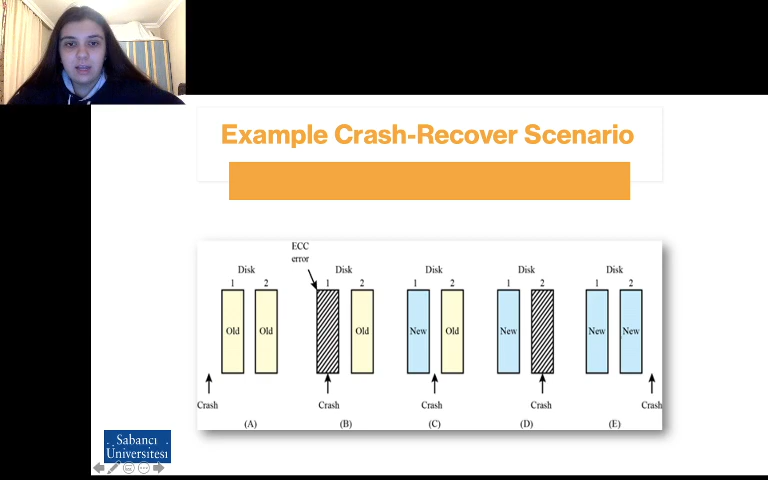 Example Crash-Recover Scenario
ECC
error
Disk Disk Disk Disk Disk
1 2 1 2 1 2 1 2 1 2
Old Old Old New Old New New New
Crash Crash Crash Crash Crash
(A) (B) (C) (D) (E)
Sabancı
Üniversitesi